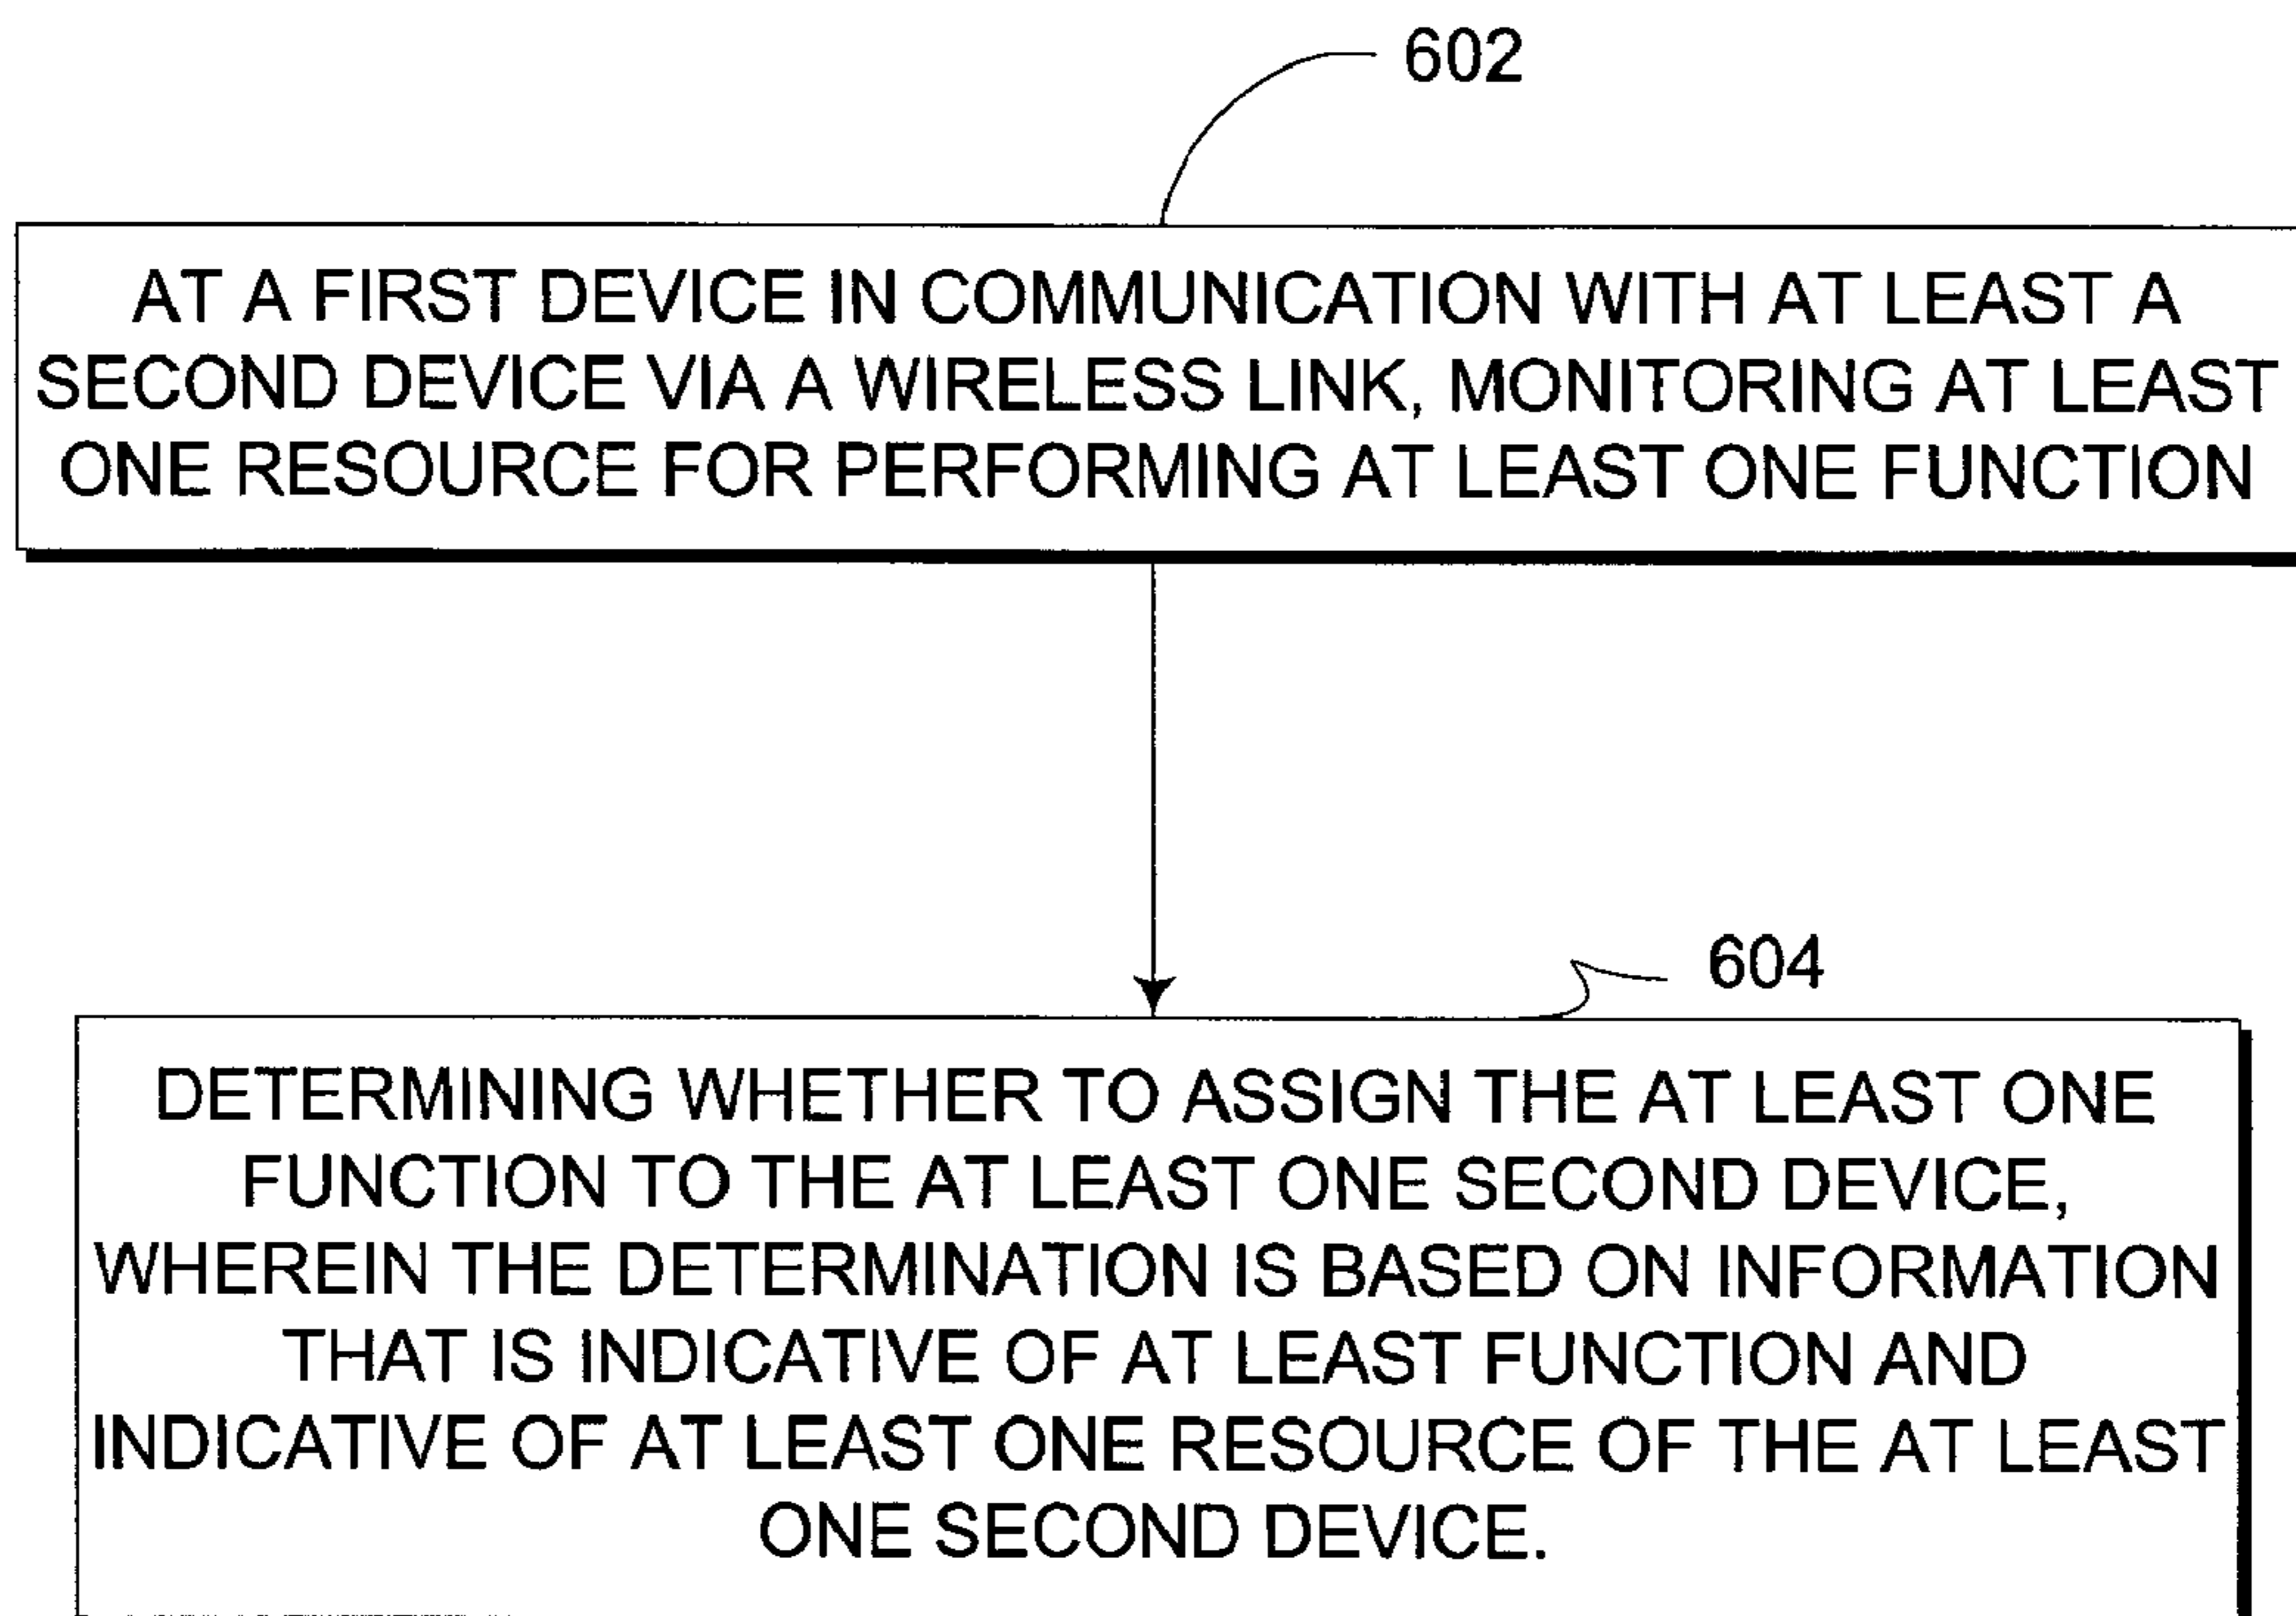 602
AT A FIRST DEVICE IN COMMUNICATION WITH AT LEAST A
SECOND DEVICE VIA A WIRELESS LINK, MONITORING AT LEAST
ONE RESOURCE FOR PERFORMING AT LEAST ONE FUNCTION
604
DETERMINING WHETHER TO ASSIGN THE AT LEAST ONE
FUNCTION TO THE AT LEAST ONE SECOND DEVICE,
WHEREIN THE DETERMINATION IS BASED ON INFORMATION
THAT IS INDICATIVE OF AT LEAST FUNCTION AND
INDICATIVE OF AT LEAST ONE RESOURCE OF THE AT LEAST
ONE SECOND DEVICE.